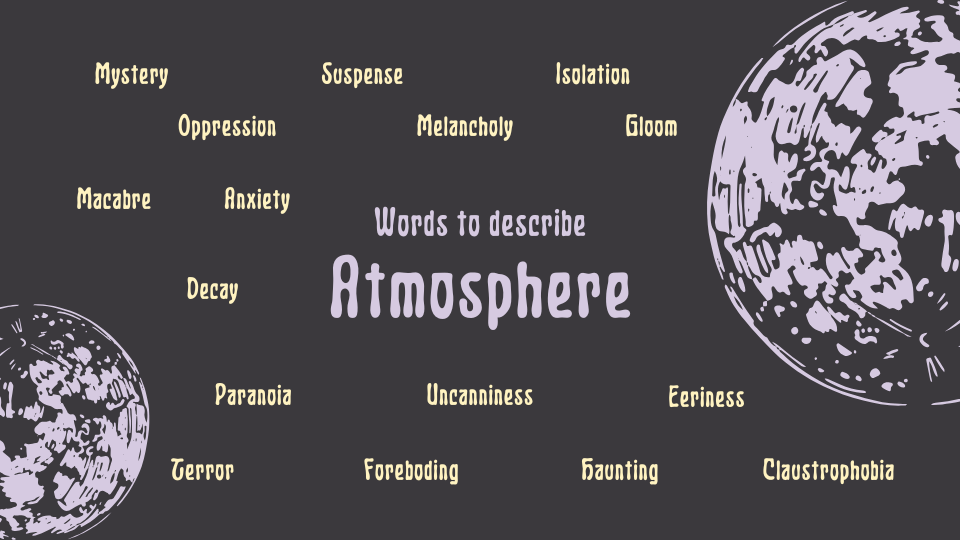 Mystery Suspense Isolation
Oppression Melancholy Gloom
Macabre Anxiety
Words to describe
Atmosphere
Decay
Paranoia Uncanniness Eeriness
Terror Foreboding Haunting Claustrophobia